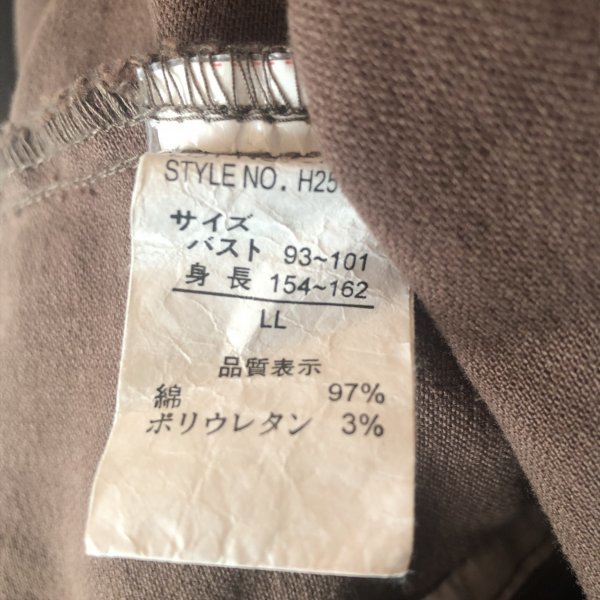 STYLE NO. H25
サイズ
バスト 93~101
身長 154~162
LL
品質表示
綿 97%
ポリウレタン 3%